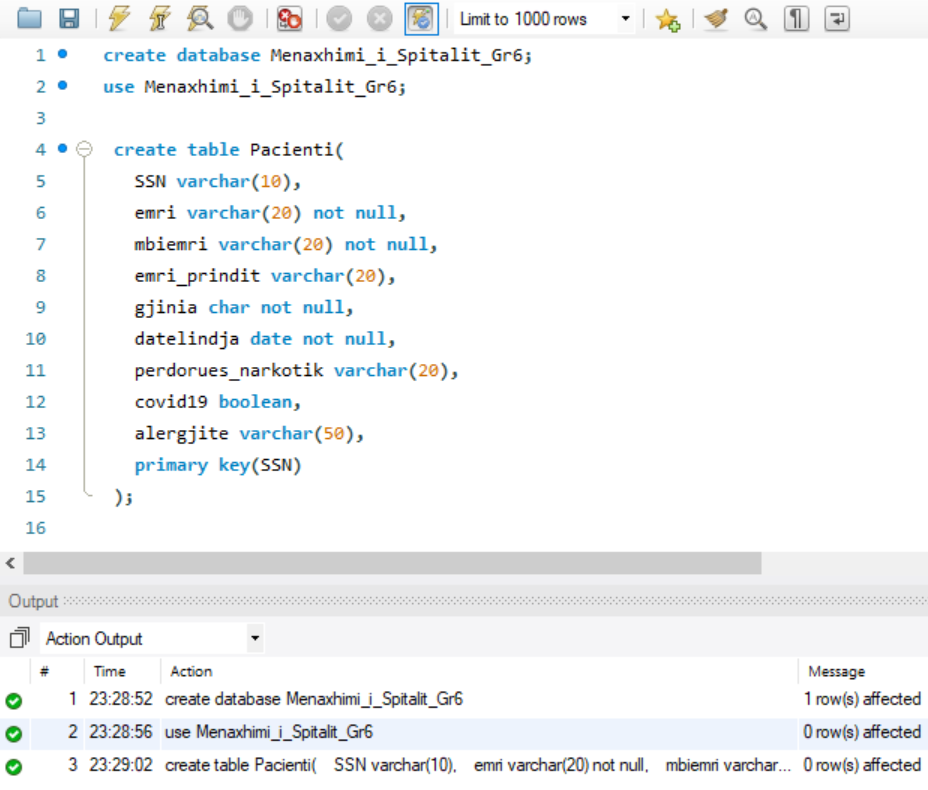 Limit to 1000 rows
1 create database Menaxhimi_i_Spitalit_Gr6;
2 use Menaxhimi_i_Spitalit_Gr6;
3
4 create table Pacienti(
5 SSN varchar(10),
6 emri varchar(20) not null,
7 mbiemri varchar(20) not null,
8 emri_prindit varchar(20),
9 gjinia char not null,
10 datelindja date not null,
11 perdorues_narkotik varchar(20),
12 covid19 boolean,
13 alergjite varchar(50),
14 primary key(SSN)
15 );
16
Output
Action Output
# Time Action Message
1 23:28:52 create database Menaxhimi_i_Spitalit_Gr6 1 row(s) affected
2 23:28:56 use Menaxhimi_i_Spitalit_Gr6 0 row(s) affected
3 23:29:02 create table Pacienti( SSN varchar(10), emri varchar(20) not null, mbiemri varchar... 0 row(s) affected